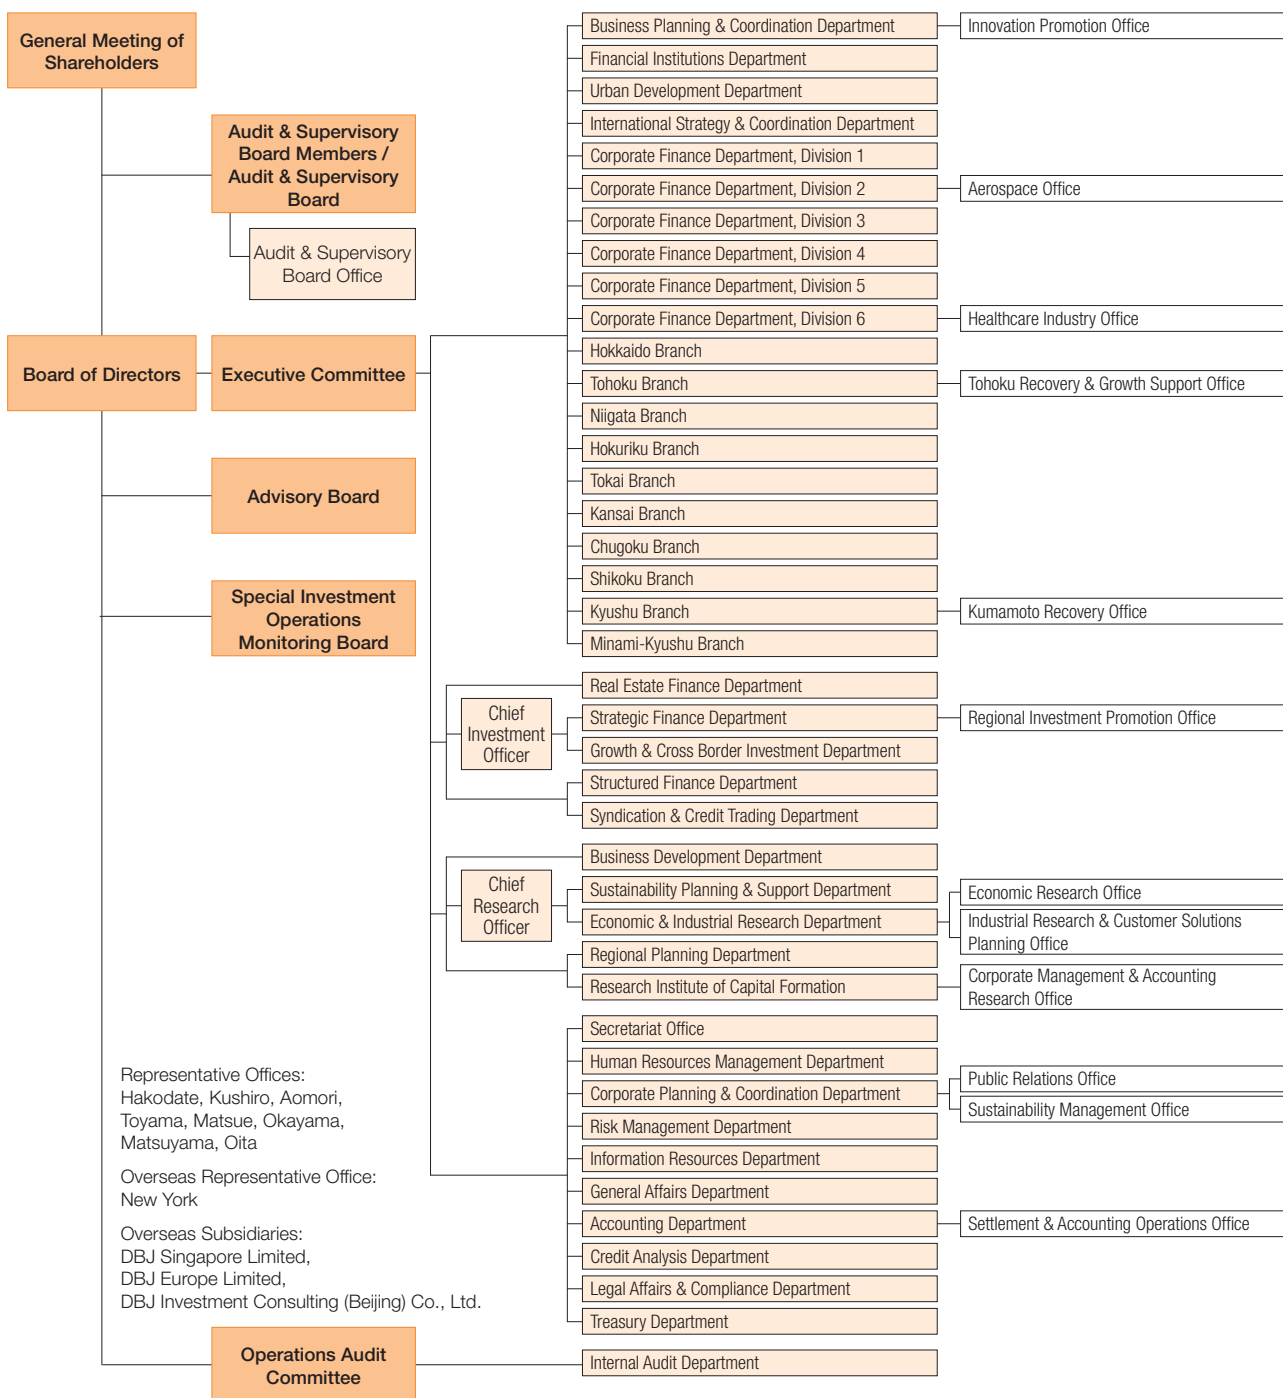 General Meeting of
Shareholders
Audit & Supervisory
Board Members /
Audit & Supervisory
Board
Audit & Supervisory
Board Office
Board of Directors
Executive Committee
Advisory Board
Special Investment
Operations
Monitoring Board
Business Planning & Coordination Department
Innovation Promotion Office
Financial Institutions Department
Urban Development Department
International Strategy & Coordination Department
Corporate Finance Department, Division 1
Corporate Finance Department, Division 2
Aerospace Office
Corporate Finance Department, Division 3
Corporate Finance Department, Division 4
Corporate Finance Department, Division 5
Corporate Finance Department, Division 6
Healthcare Industry Office
Hokkaido Branch
Tohoku Branch
Tohoku Recovery & Growth Support Office
Niigata Branch
Hokuriku Branch
Tokai Branch
Kansai Branch
Chugoku Branch
Shikoku Branch
Kyushu Branch
Kumamoto Recovery Office
Minami-Kyushu Branch
Chief
Investment
Officer
Real Estate Finance Department
Strategic Finance Department
Regional Investment Promotion Office
Growth & Cross Border Investment Department
Structured Finance Department
Syndication & Credit Trading Department
Chief
Research
Officer
Business Development Department
Sustainability Planning & Support Department
Economic & Industrial Research Department
Economic Research Office
Industrial Research & Customer Solutions
Planning Office
Regional Planning Department
Research Institute of Capital Formation
Corporate Management & Accounting
Research Office
Secretariat Office
Human Resources Management Department
Corporate Planning & Coordination Department
Public Relations Office
Sustainability Management Office
Risk Management Department
Information Resources Department
General Affairs Department
Accounting Department
Settlement & Accounting Operations Office
Credit Analysis Department
Legal Affairs & Compliance Department
Treasury Department
Representative Offices:
Hakodate, Kushiro, Aomori,
Toyama, Matsue, Okayama,
Matsuyama, Oita
Overseas Representative Office:
New York
Overseas Subsidiaries:
DBJ Singapore Limited,
DBJ Europe Limited,
DBJ Investment Consulting (Beijing) Co., Ltd.
Operations Audit
Committee
Internal Audit Department